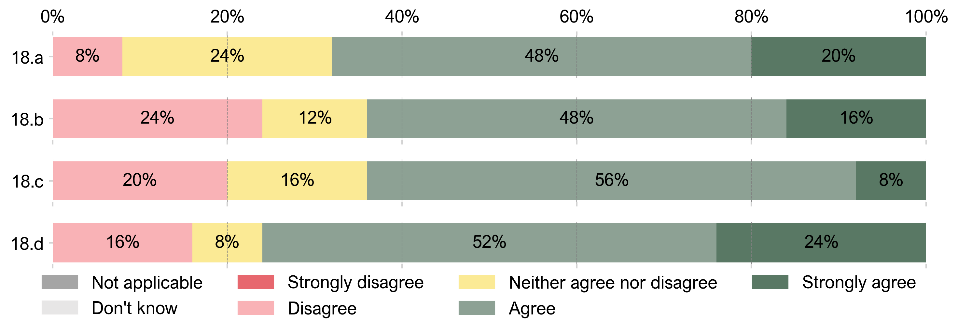 0% 20% 40% 60% 80% 100%
18.a 8% 24% 48% 20%
18.b 24% 12% 48% 16%
18.c 20% 16% 56% 8%
18.d 16% 8% 52% 24%
Not applicable Strongly disagree Neither agree nor disagree Strongly agree
Don't know Disagree Agree